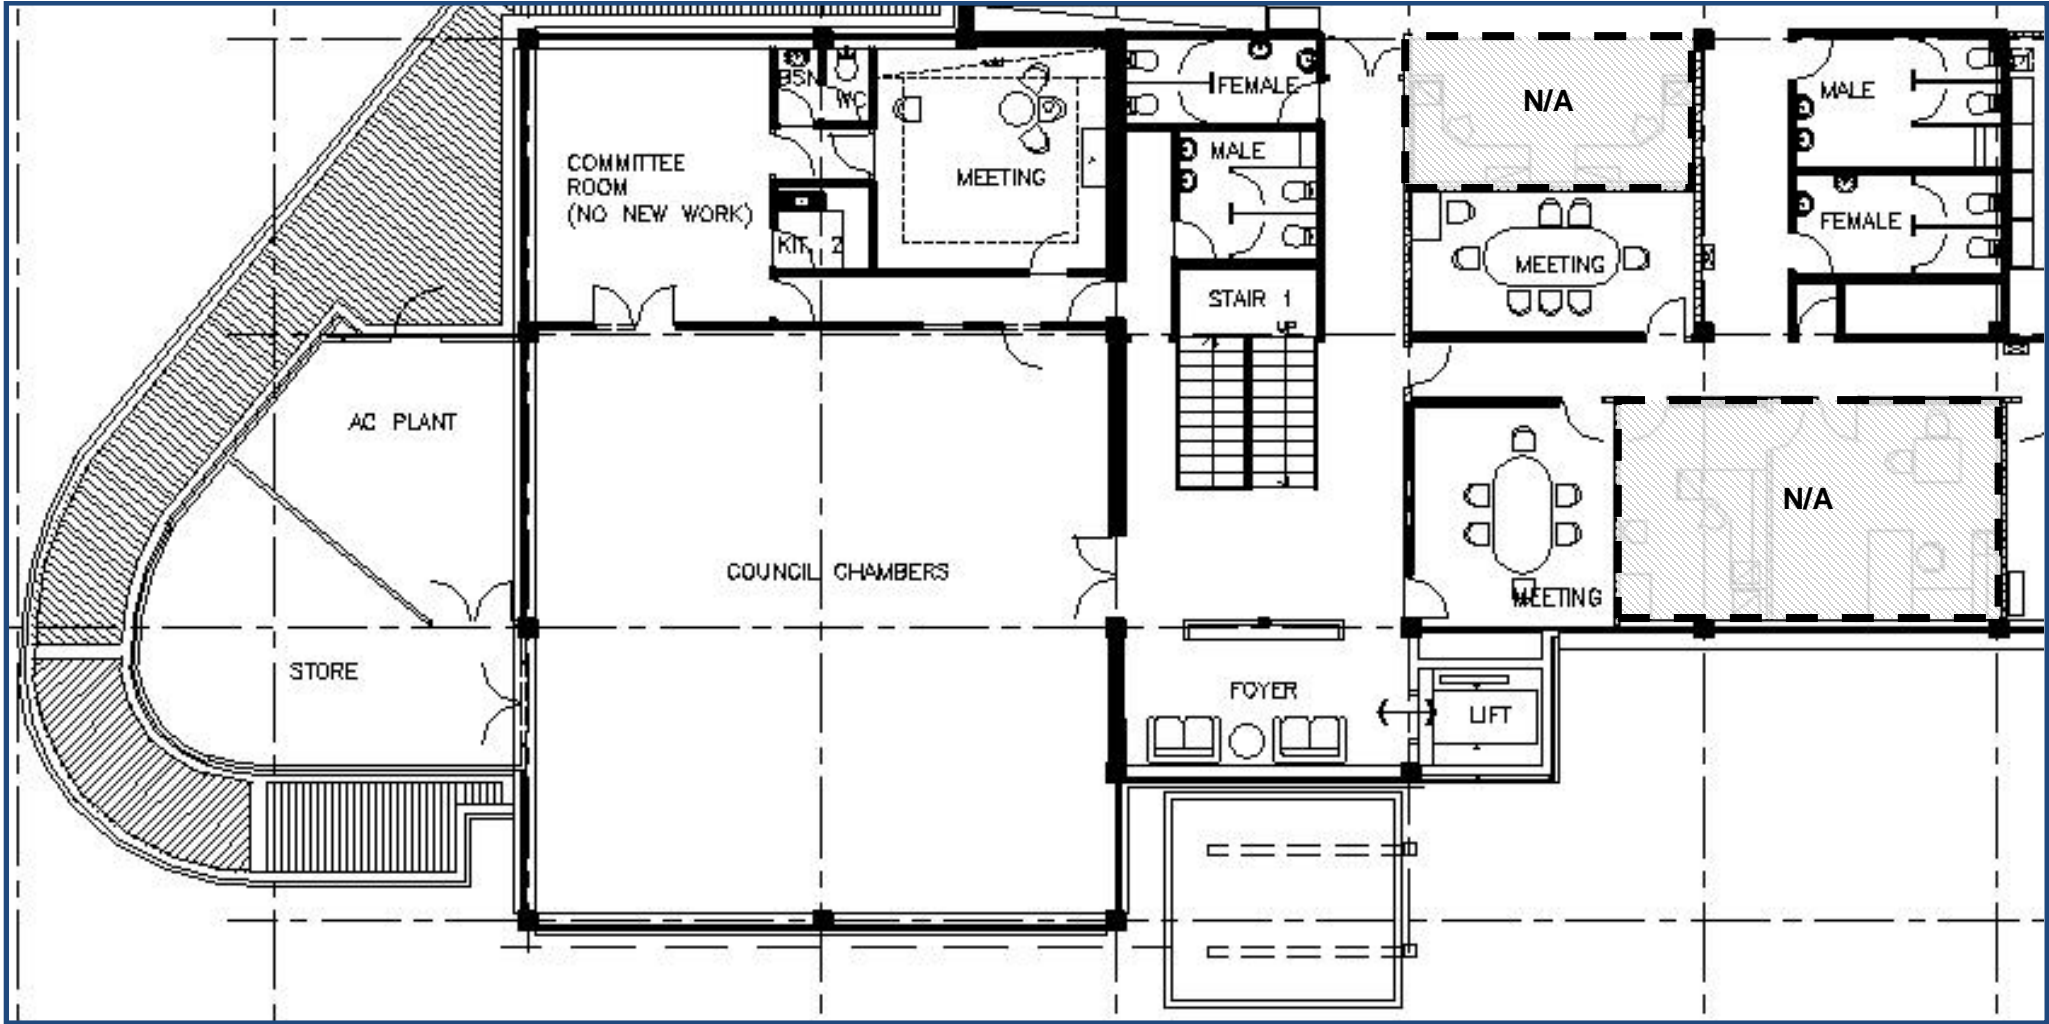 BSN
WC
FEMALE
N/A
MALE
COMMITTEE
ROOM
(NO NEW WORK)
MEETING
MALE
KIT. 2
FEMALE
MEETING
STAIR 1
UP
AC PLANT
N/A
COUNCIL CHAMBERS
MEETING
STORE
FOYER
LIFT